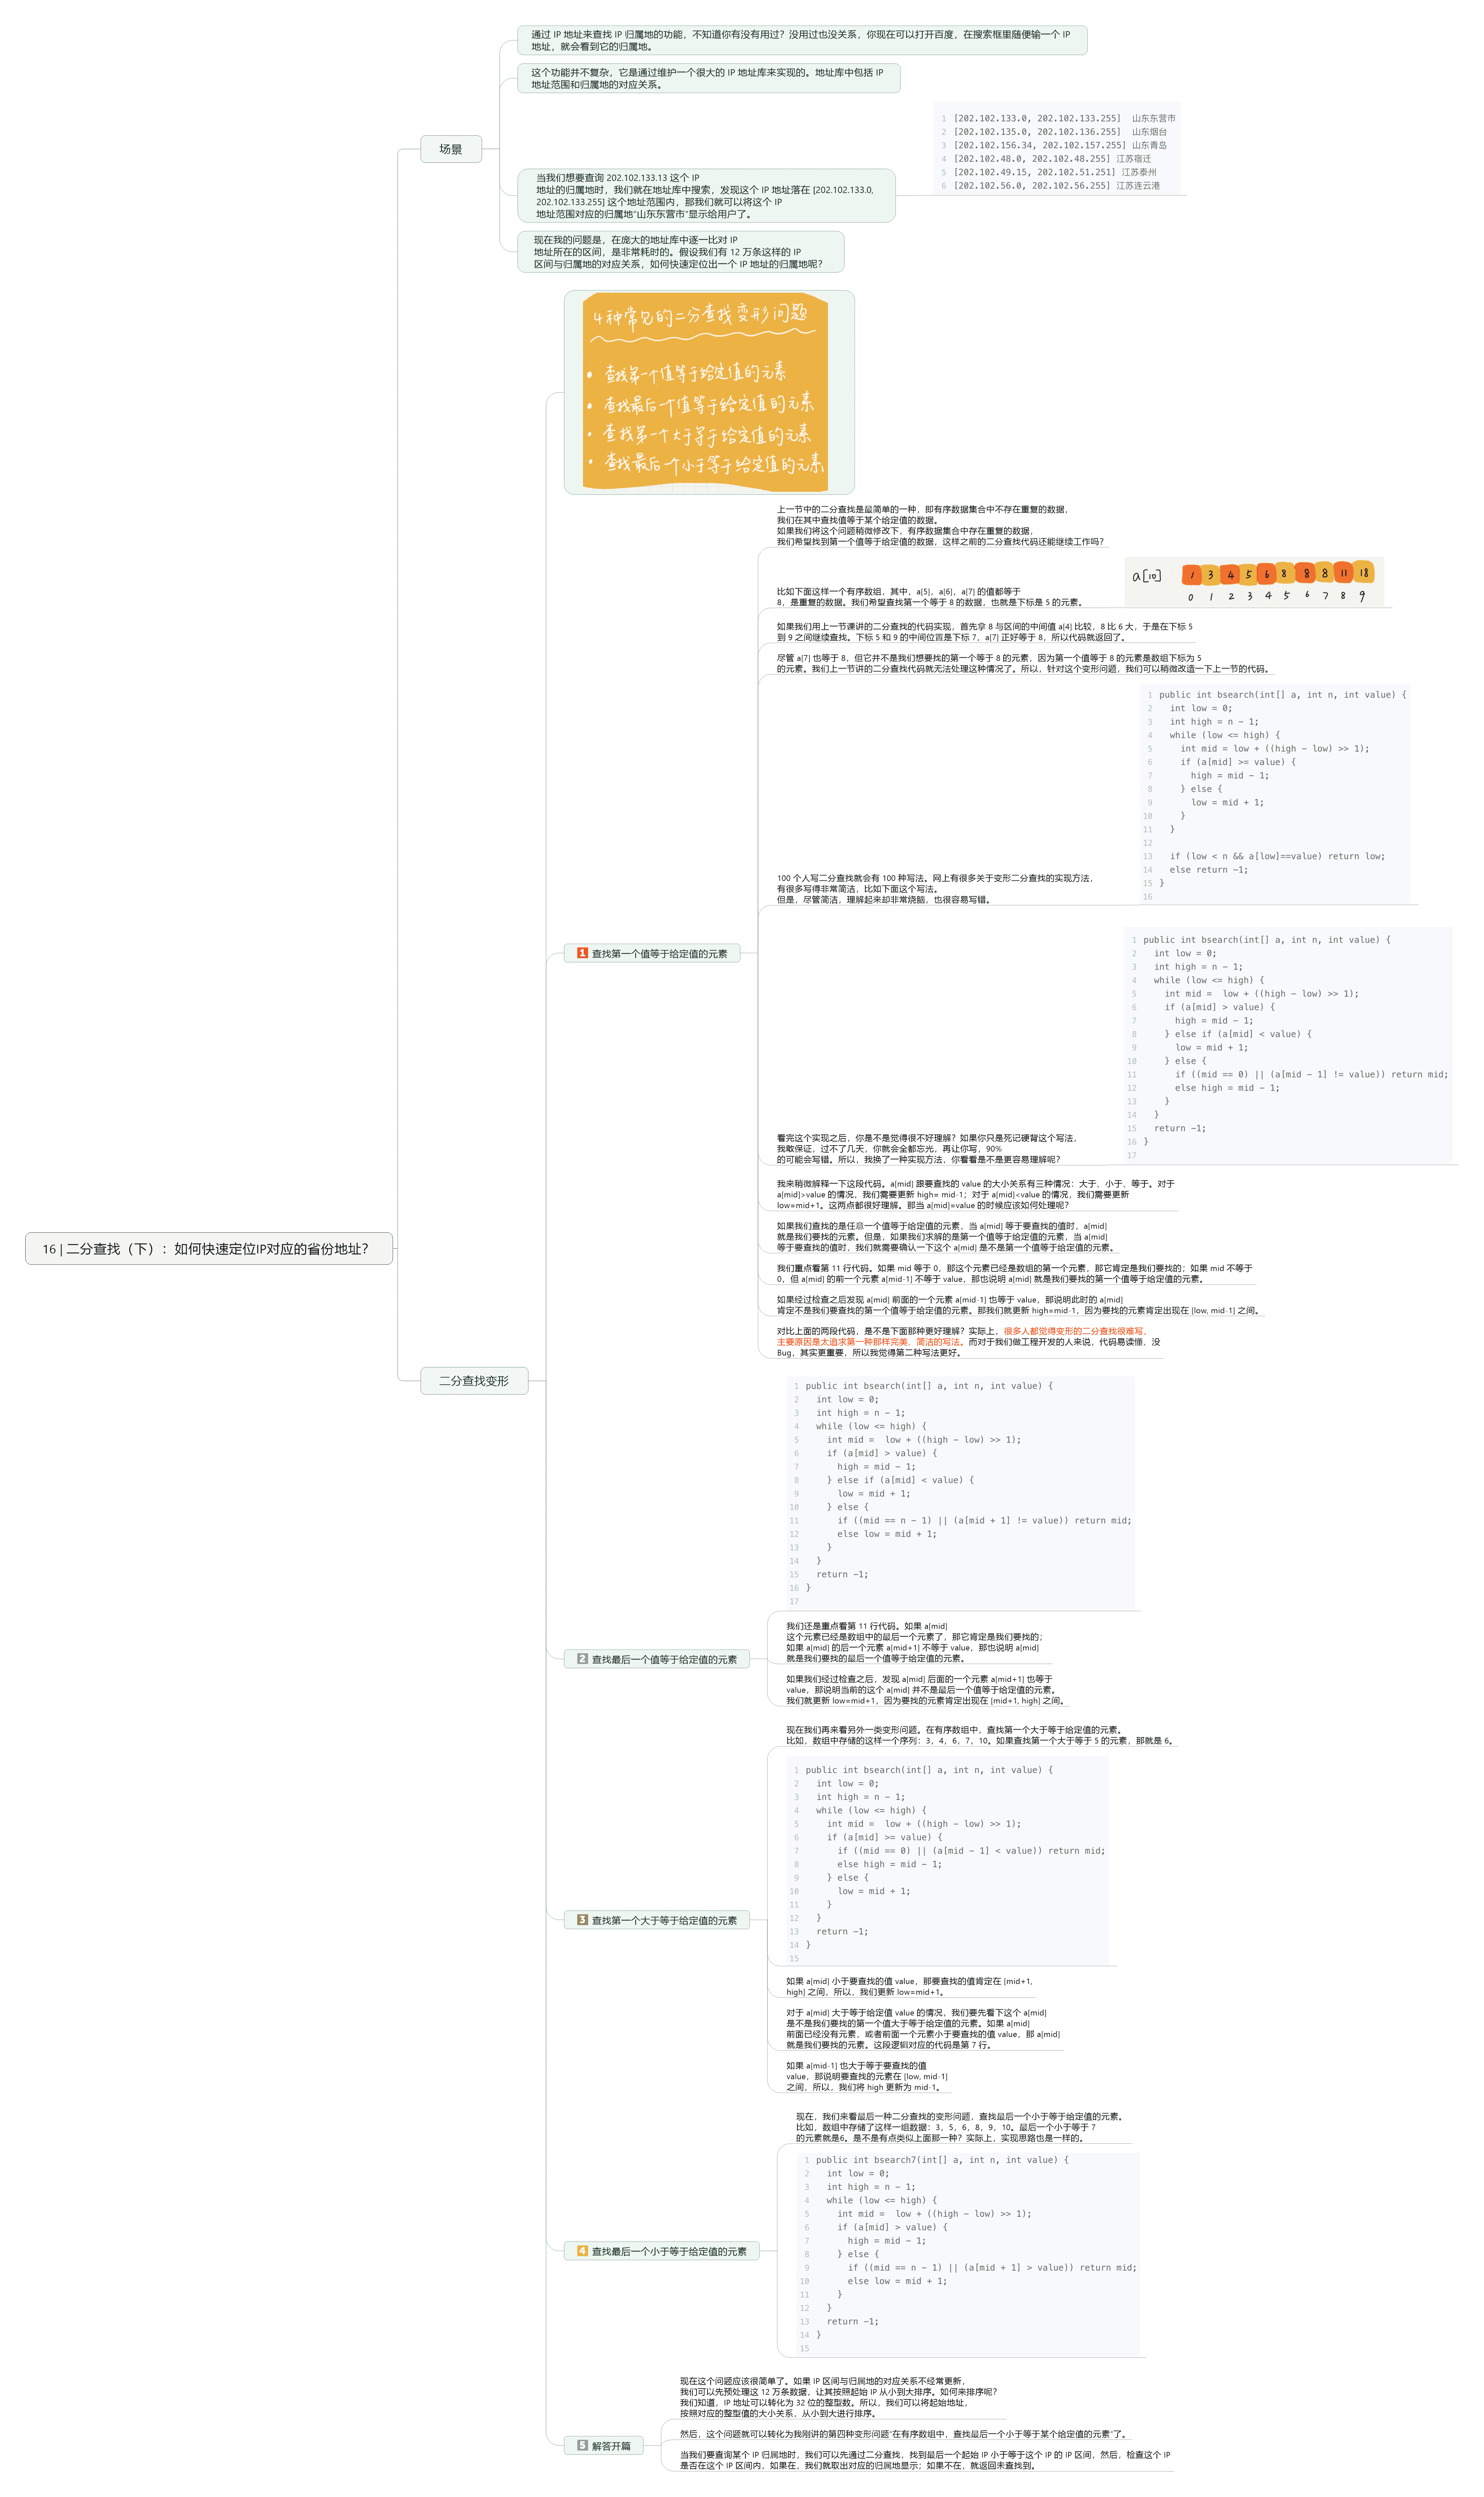 16 | 二分查找（下）：如何快速定位IP对应的省份地址？
场景
通过 IP 地址来查找 IP 归属地的功能，不知道你有没有用过？没用过也没关系，你现在可以打开百度，在搜索框里随便输一个 IP
地址，就会看到它的归属地。
这个功能并不复杂，它是通过维护一个很大的 IP 地址库来实现的。地址库中包括 IP
地址范围和归属地的对应关系。
当我们想要查询 202.102.133.13 这个 IP
地址的归属地时，我们就在地址库中搜索，发现这个 IP 地址落在 [202.102.133.0,
202.102.133.255] 这个地址范围内，那我们就可以将这个 IP
地址范围对应的归属地“山东东营市”显示给用户了。
1 [202.102.133.0, 202.102.133.255]  山东东营市
2 [202.102.135.0, 202.102.136.255]  山东烟台
3 [202.102.156.34, 202.102.157.255] 山东青岛
4 [202.102.48.0, 202.102.48.255] 江苏宿迁
5 [202.102.49.15, 202.102.51.251] 江苏泰州
6 [202.102.56.0, 202.102.56.255] 江苏连云港
现在我的问题是，在庞大的地址库中逐一比对 IP
地址所在的区间，是非常耗时的。假设我们有 12 万条这样的 IP
区间与归属地的对应关系，如何快速定位出一个 IP 地址的归属地呢？
二分查找变形
4种常见的二分查找变形问题
• 查找第一个值等于给定值的元素
• 查找最后一个值等于给定值的元素
• 查找第一个大于等于给定值的元素
• 查找最后一个小于等于给定值的元素
1 查找第一个值等于给定值的元素
上一节中的二分查找是最简单的一种，即有序数据集合中不存在重复的数据，
我们在其中查找值等于某个给定值的数据。
如果我们将这个问题稍微修改下，有序数据集合中存在重复的数据，
我们希望找到第一个值等于给定值的数据，这样之前的二分查找代码还能继续工作吗？
比如下面这样一个有序数组，其中，a[5]，a[6]，a[7] 的值都等于
8，是重复的数据。我们希望查找第一个等于 8 的数据，也就是下标是 5 的元素。
a[10] 1 3 4 5 6 8 8 8 11 18
0 1 2 3 4 5 6 7 8 9
如果我们用上一节课讲的二分查找的代码实现，首先拿 8 与区间的中间值 a[4] 比较，8 比 6 大，于是在下标 5
到 9 之间继续查找。下标 5 和 9 的中间位置是下标 7，a[7] 正好等于 8，所以代码就返回了。
尽管 a[7] 也等于 8，但它并不是我们想要找的第一个等于 8 的元素，因为第一个值等于 8 的元素是数组下标为 5
的元素。我们上一节讲的二分查找代码就无法处理这种情况了。所以，针对这个变形问题，我们可以稍微改造一下上一节的代码。
100 个人写二分查找就会有 100 种写法。网上有很多关于变形二分查找的实现方法，
有很多写得非常简洁，比如下面这个写法。
但是，尽管简洁，理解起来却非常烧脑，也很容易写错。
1 public int bsearch(int[] a, int n, int value) {
2   int low = 0;
3   int high = n - 1;
4   while (low <= high) {
5     int mid = low + ((high - low) >> 1);
6     if (a[mid] >= value) {
7       high = mid - 1;
8     } else {
9       low = mid + 1;
10     }
11   }
12
13   if (low < n && a[low]==value) return low;
14   else return -1;
15 }
16
看完这个实现之后，你是不是觉得很不好理解？如果你只是死记硬背这个写法，
我敢保证，过不了几天，你就会全都忘光，再让你写，90%
的可能会写错。所以，我换了一种实现方法，你看看是不是更容易理解呢？
1 public int bsearch(int[] a, int n, int value) {
2   int low = 0;
3   int high = n - 1;
4   while (low <= high) {
5     int mid =  low + ((high - low) >> 1);
6     if (a[mid] > value) {
7       high = mid - 1;
8     } else if (a[mid] < value) {
9       low = mid + 1;
10     } else {
11       if ((mid == 0) || (a[mid - 1] != value)) return mid;
12       else high = mid - 1;
13     }
14   }
15   return -1;
16 }
17
我来稍微解释一下这段代码。a[mid] 跟要查找的 value 的大小关系有三种情况：大于、小于、等于。对于
a[mid]>value 的情况，我们需要更新 high= mid-1；对于 a[mid]<value 的情况，我们需要更新
low=mid+1。这两点都很好理解。那当 a[mid]=value 的时候应该如何处理呢？
如果我们查找的是任意一个值等于给定值的元素，当 a[mid] 等于要查找的值时，a[mid]
就是我们要找的元素。但是，如果我们求解的是第一个值等于给定值的元素，当 a[mid]
等于要查找的值时，我们就需要确认一下这个 a[mid] 是不是第一个值等于给定值的元素。
我们重点看第 11 行代码。如果 mid 等于 0，那这个元素已经是数组的第一个元素，那它肯定是我们要找的；如果 mid 不等于
0，但 a[mid] 的前一个元素 a[mid-1] 不等于 value，那也说明 a[mid] 就是我们要找的第一个值等于给定值的元素。
如果经过检查之后发现 a[mid] 前面的一个元素 a[mid-1] 也等于 value，那说明此时的 a[mid]
肯定不是我们要查找的第一个值等于给定值的元素。那我们就更新 high=mid-1，因为要找的元素肯定出现在 [low, mid-1] 之间。
对比上面的两段代码，是不是下面那种更好理解？实际上，很多人都觉得变形的二分查找很难写，
主要原因是太追求第一种那样完美、简洁的写法。而对于我们做工程开发的人来说，代码易读懂、没
Bug，其实更重要，所以我觉得第二种写法更好。
2 查找最后一个值等于给定值的元素
1 public int bsearch(int[] a, int n, int value) {
2   int low = 0;
3   int high = n - 1;
4   while (low <= high) {
5     int mid =  low + ((high - low) >> 1);
6     if (a[mid] > value) {
7       high = mid - 1;
8     } else if (a[mid] < value) {
9       low = mid + 1;
10     } else {
11       if ((mid == n - 1) || (a[mid + 1] != value)) return mid;
12       else low = mid + 1;
13     }
14   }
15   return -1;
16 }
17
我们还是重点看第 11 行代码。如果 a[mid]
这个元素已经是数组中的最后一个元素了，那它肯定是我们要找的；
如果 a[mid] 的后一个元素 a[mid+1] 不等于 value，那也说明 a[mid]
就是我们要找的最后一个值等于给定值的元素。
如果我们经过检查之后，发现 a[mid] 后面的一个元素 a[mid+1] 也等于
value，那说明当前的这个 a[mid] 并不是最后一个值等于给定值的元素。
我们就更新 low=mid+1，因为要找的元素肯定出现在 [mid+1, high] 之间。
3 查找第一个大于等于给定值的元素
现在我们再来看另外一类变形问题。在有序数组中，查找第一个大于等于给定值的元素。
比如，数组中存储的这样一个序列：3，4，6，7，10。如果查找第一个大于等于 5 的元素，那就是 6。
1 public int bsearch(int[] a, int n, int value) {
2   int low = 0;
3   int high = n - 1;
4   while (low <= high) {
5     int mid =  low + ((high - low) >> 1);
6     if (a[mid] >= value) {
7       if ((mid == 0) || (a[mid - 1] < value)) return mid;
8       else high = mid - 1;
9     } else {
10       low = mid + 1;
11     }
12   }
13   return -1;
14 }
15
如果 a[mid] 小于要查找的值 value，那要查找的值肯定在 [mid+1,
high] 之间，所以，我们更新 low=mid+1。
对于 a[mid] 大于等于给定值 value 的情况，我们要先看下这个 a[mid]
是不是我们要找的第一个值大于等于给定值的元素。如果 a[mid]
前面已经没有元素，或者前面一个元素小于要查找的值 value，那 a[mid]
就是我们要找的元素。这段逻辑对应的代码是第 7 行。
如果 a[mid-1] 也大于等于要查找的值
value，那说明要查找的元素在 [low, mid-1]
之间，所以，我们将 high 更新为 mid-1。
4 查找最后一个小于等于给定值的元素
现在，我们来看最后一种二分查找的变形问题，查找最后一个小于等于给定值的元素。
比如，数组中存储了这样一组数据：3，5，6，8，9，10。最后一个小于等于 7
的元素就是6。是不是有点类似上面那一种？实际上，实现思路也是一样的。
1 public int bsearch7(int[] a, int n, int value) {
2   int low = 0;
3   int high = n - 1;
4   while (low <= high) {
5     int mid =  low + ((high - low) >> 1);
6     if (a[mid] > value) {
7       high = mid - 1;
8     } else {
9       if ((mid == n - 1) || (a[mid + 1] > value)) return mid;
10       else low = mid + 1;
11     }
12   }
13   return -1;
14 }
15
5 解答开篇
现在这个问题应该很简单了。如果 IP 区间与归属地的对应关系不经常更新，
我们可以先预处理这 12 万条数据，让其按照起始 IP 从小到大排序。如何来排序呢？
我们知道，IP 地址可以转化为 32 位的整型数。所以，我们可以将起始地址，
按照对应的整型值的大小关系，从小到大进行排序。
然后，这个问题就可以转化为我刚讲的第四种变形问题“在有序数组中，查找最后一个小于等于某个给定值的元素”了。
当我们要查询某个 IP 归属地时，我们可以先通过二分查找，找到最后一个起始 IP 小于等于这个 IP 的 IP 区间，然后，检查这个 IP
是否在这个 IP 区间内，如果在，我们就取出对应的归属地显示；如果不在，就返回未查找到。